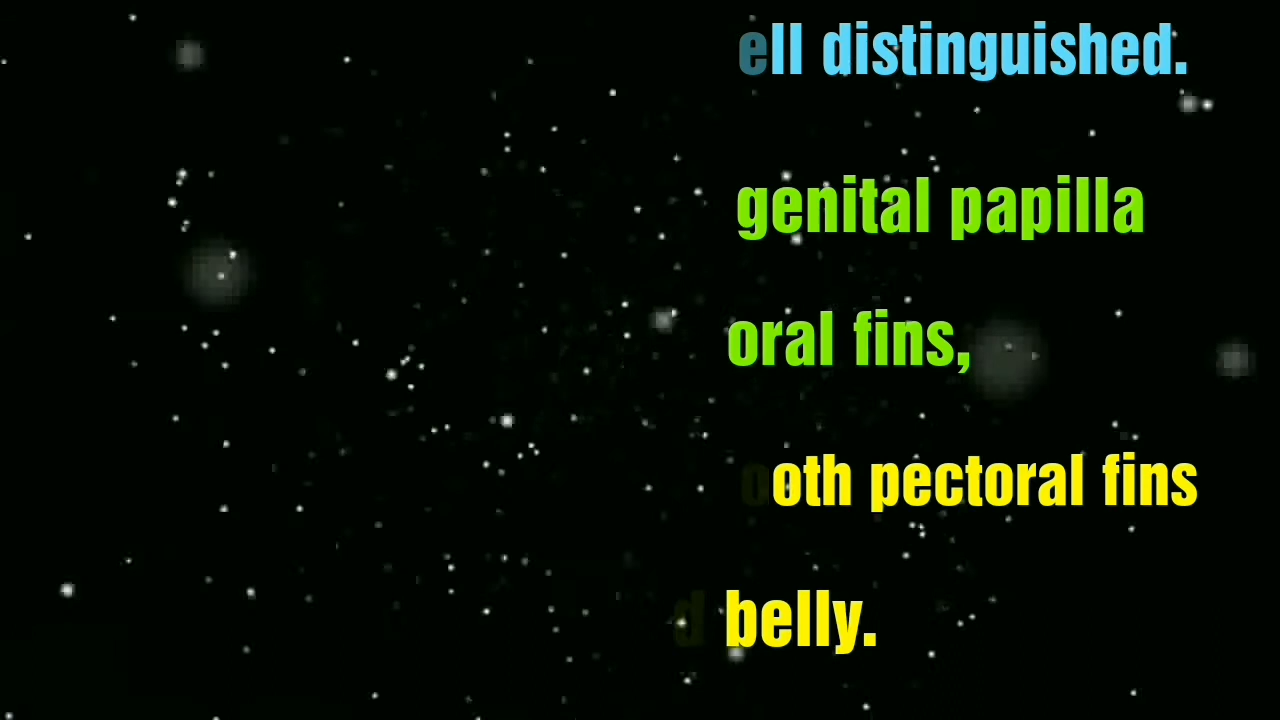 ell distinguished.
genital papilla
oral fins,
oth pectoral fins
d belly.